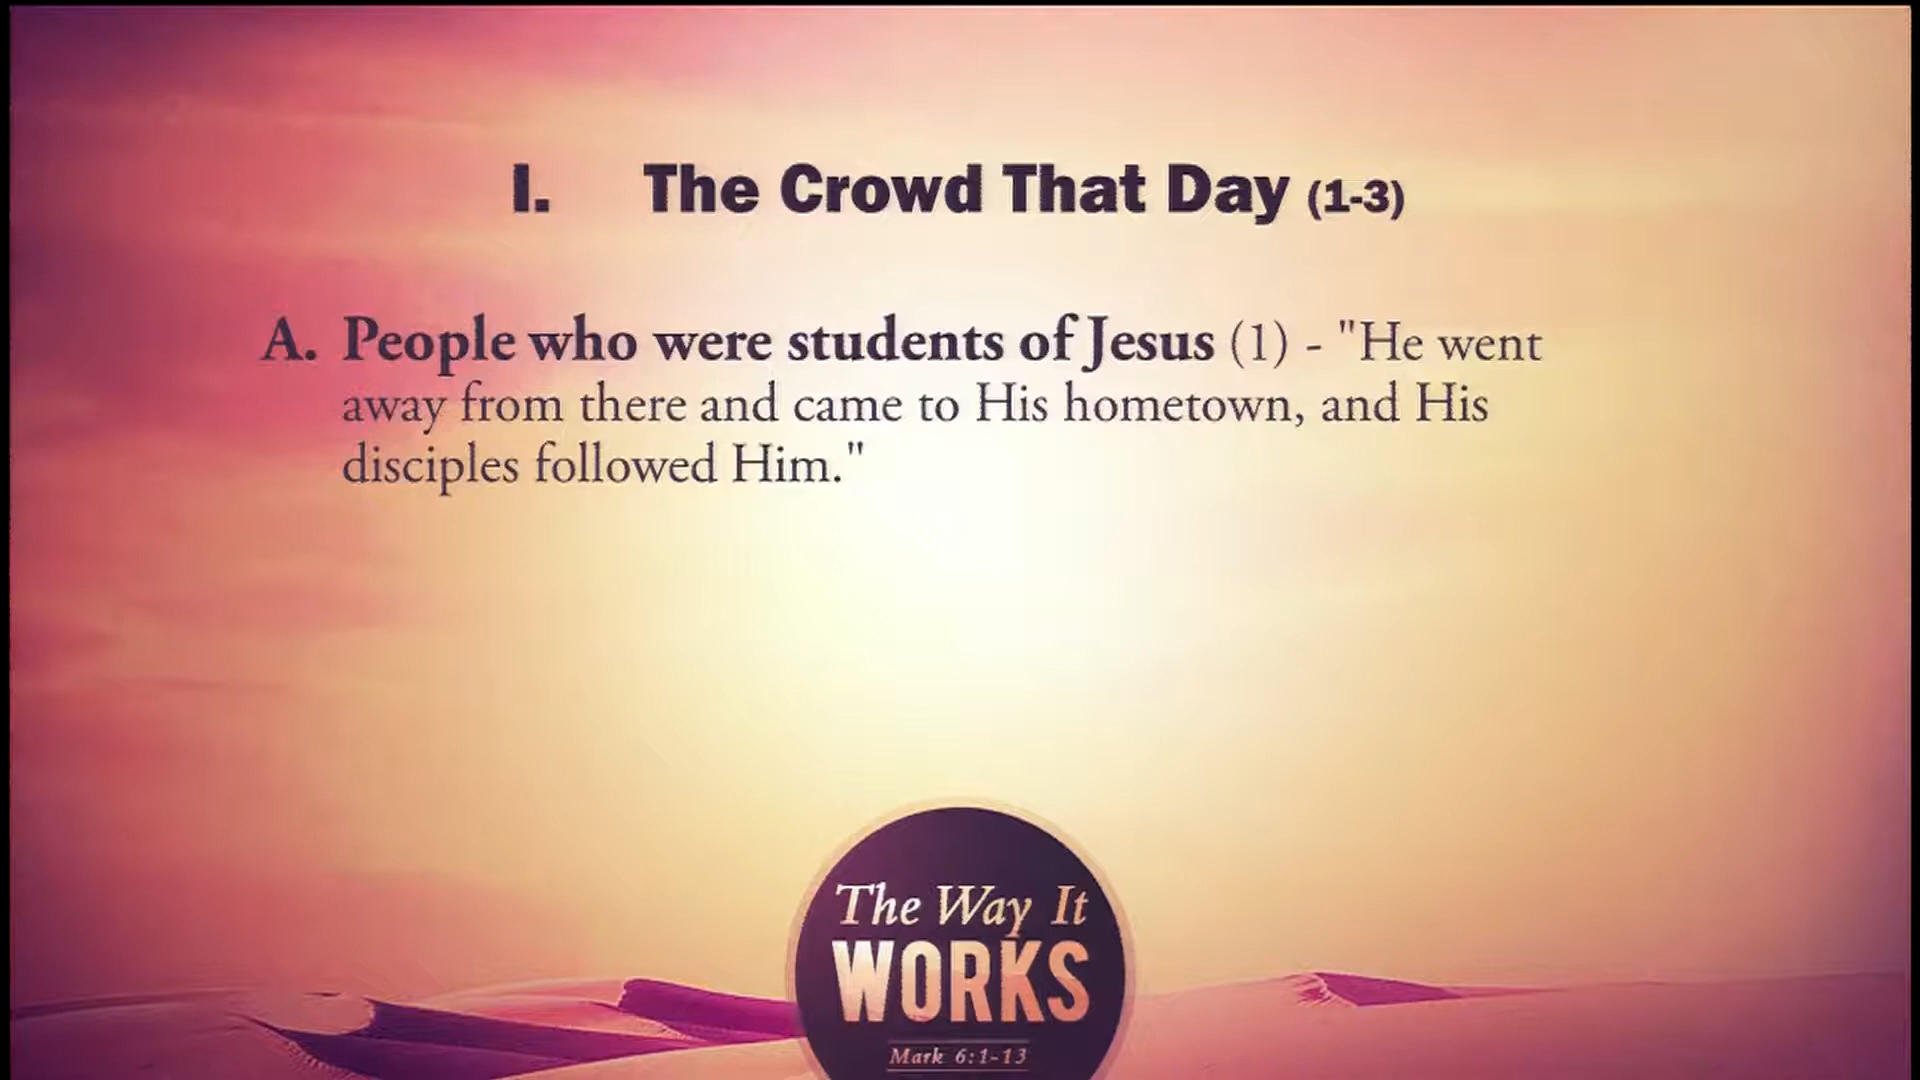 I. The Crowd That Day (1-3)
A. People who were students of Jesus (1) - "He went
away from there and came to His hometown, and His
disciples followed Him."
The Way It
WORKS
Mark 6:1-13